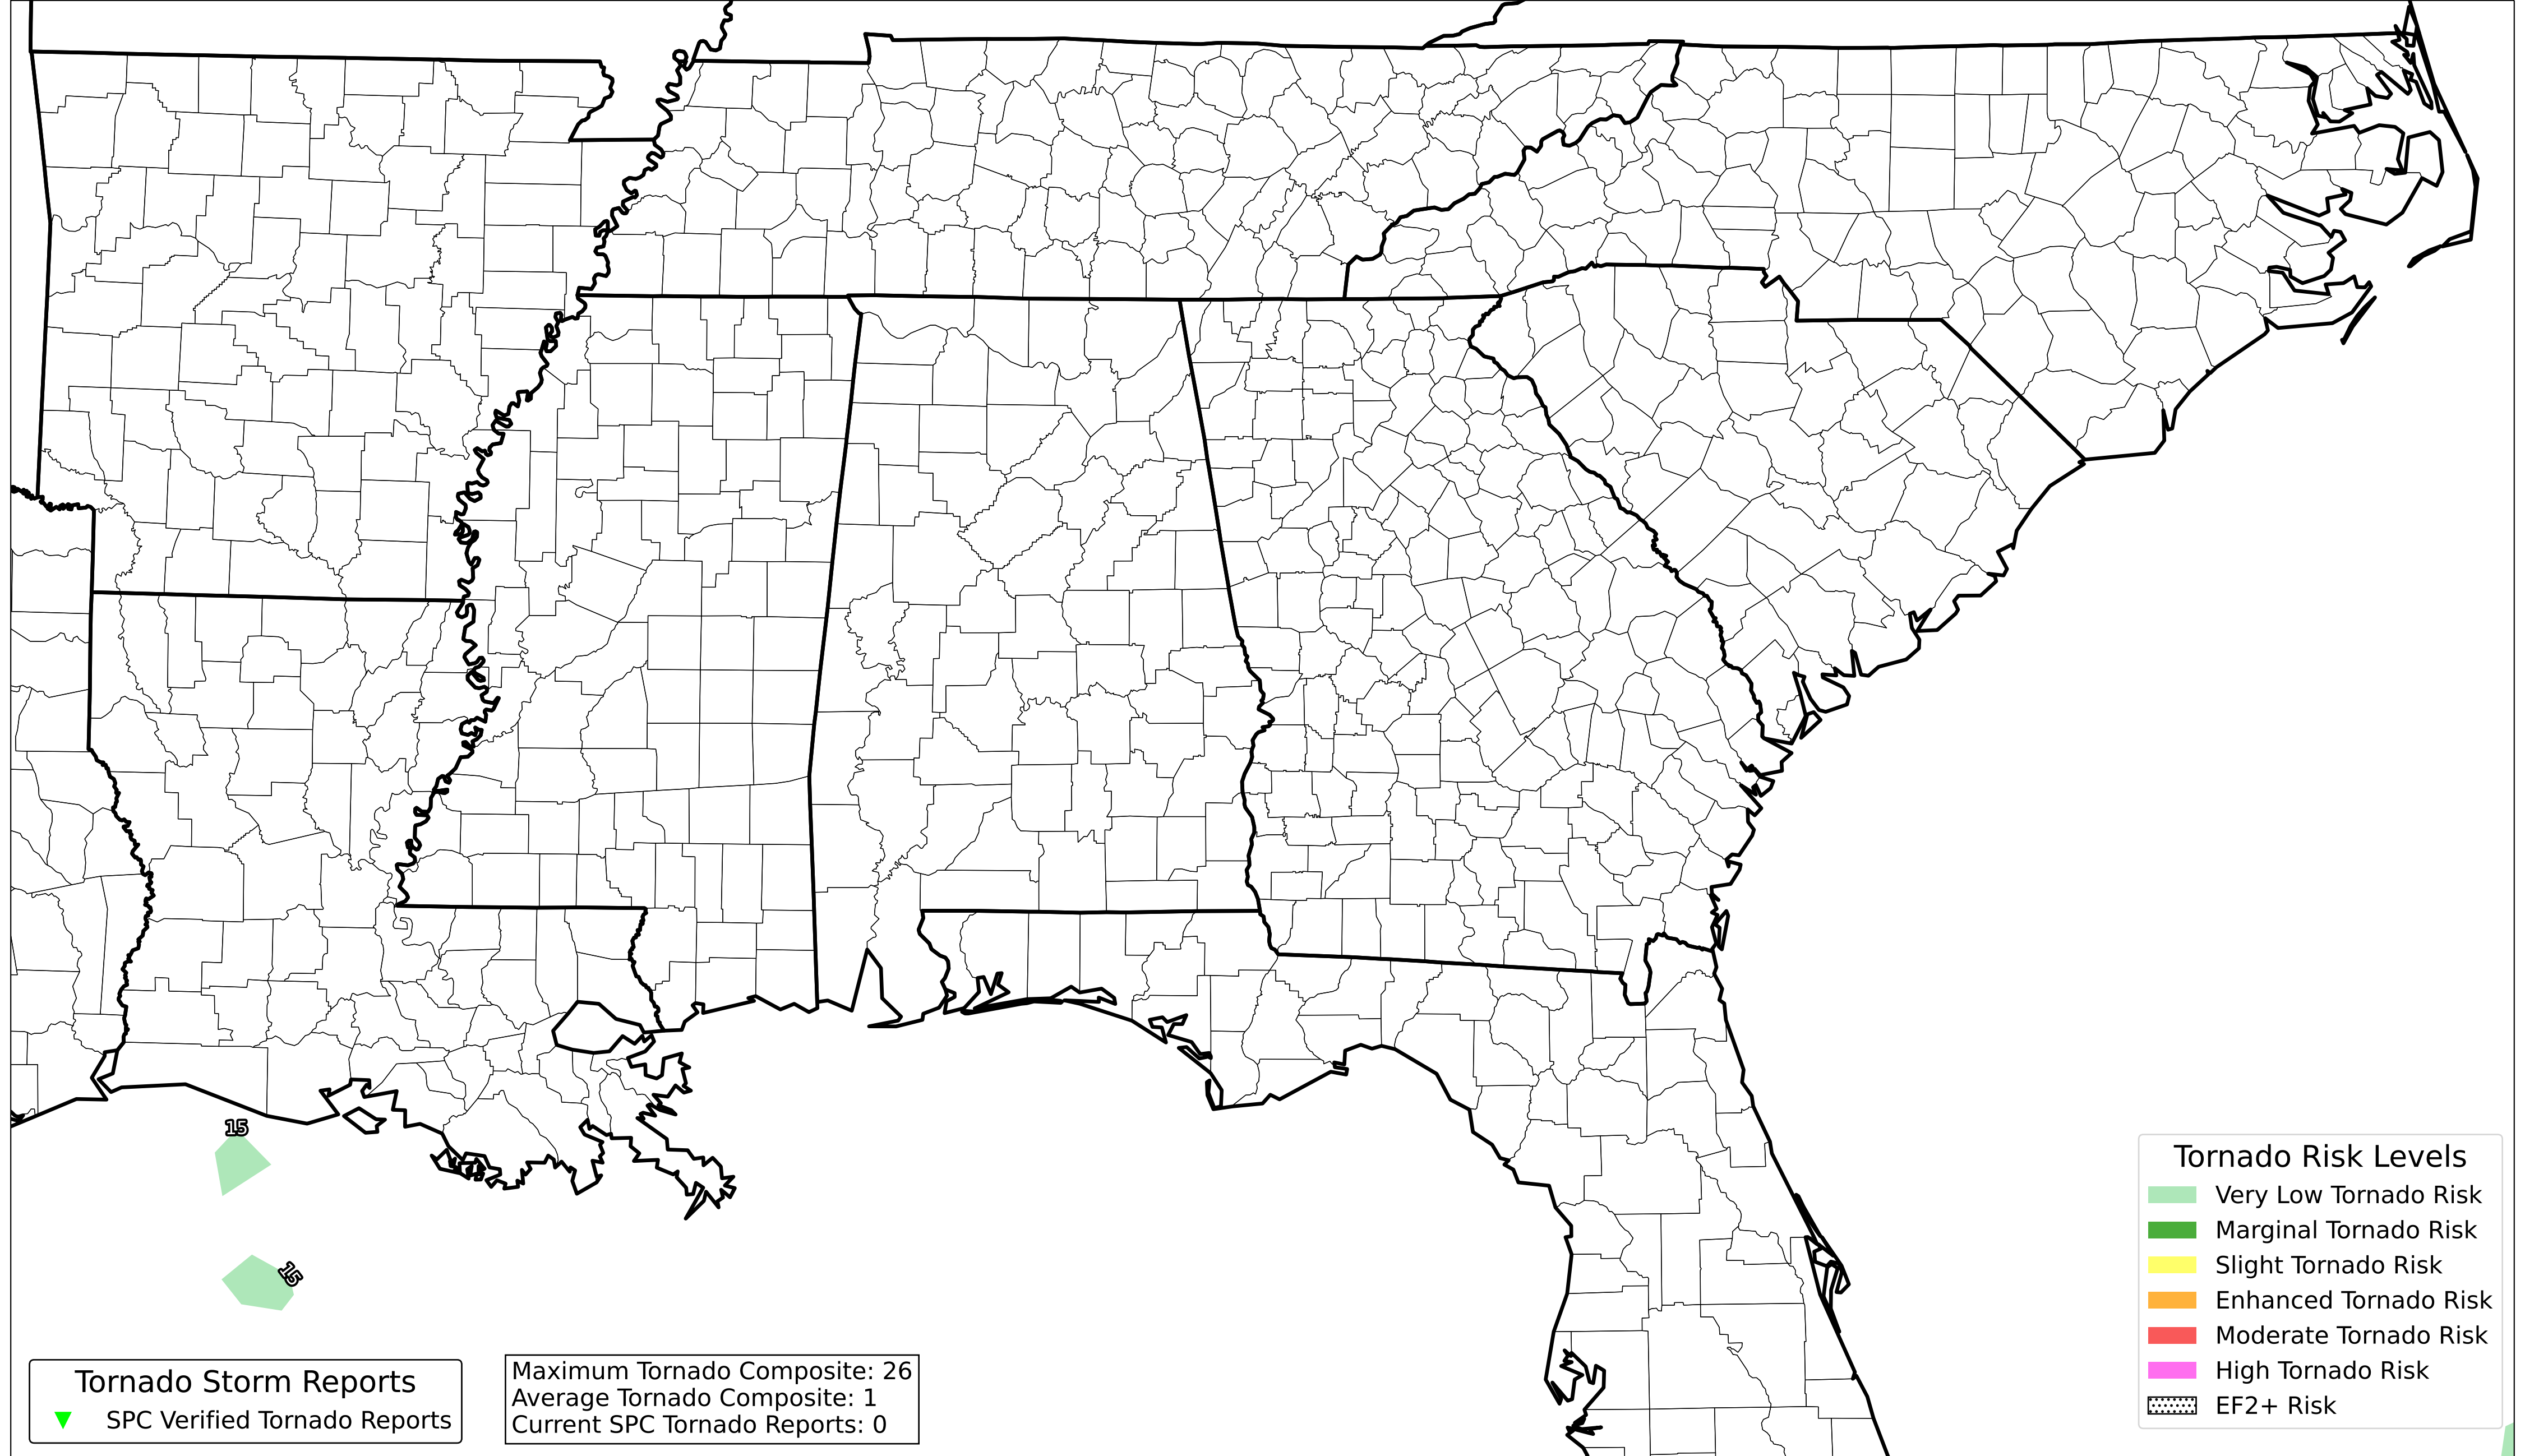 15
15
Tornado Storm Reports
SPC Verified Tornado Reports
Maximum Tornado Composite: 26
Average Tornado Composite: 1
Current SPC Tornado Reports: 0
Tornado Risk Levels
Very Low Tornado Risk
Marginal Tornado Risk
Slight Tornado Risk
Enhanced Tornado Risk
Moderate Tornado Risk
High Tornado Risk
EF2+ Risk